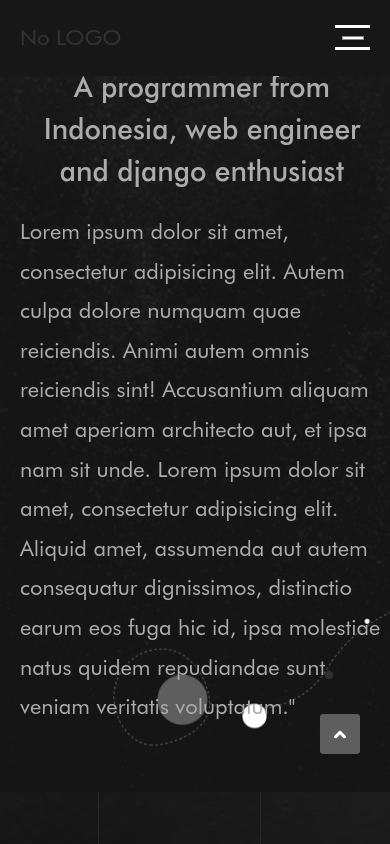 No LOGO
A programmer from
Indonesia, web engineer
and django enthusiast
Lorem ipsum dolor sit amet,
consectetur adipisicing elit. Autem
culpa dolore numquam quae
reiciendis. Animi autem omnis
reiciendis sint! Accusantium aliquam
amet aperiam architecto aut, et ipsa
nam sit unde. Lorem ipsum dolor sit
amet, consectetur adipisicing elit.
Aliquid amet, assumenda aut autem
consequatur dignissimos, distinctio
earum eos fuga hic id, ipsa molestide
natus quidem repudiandae sunt
veniam veritatis voluptatum."